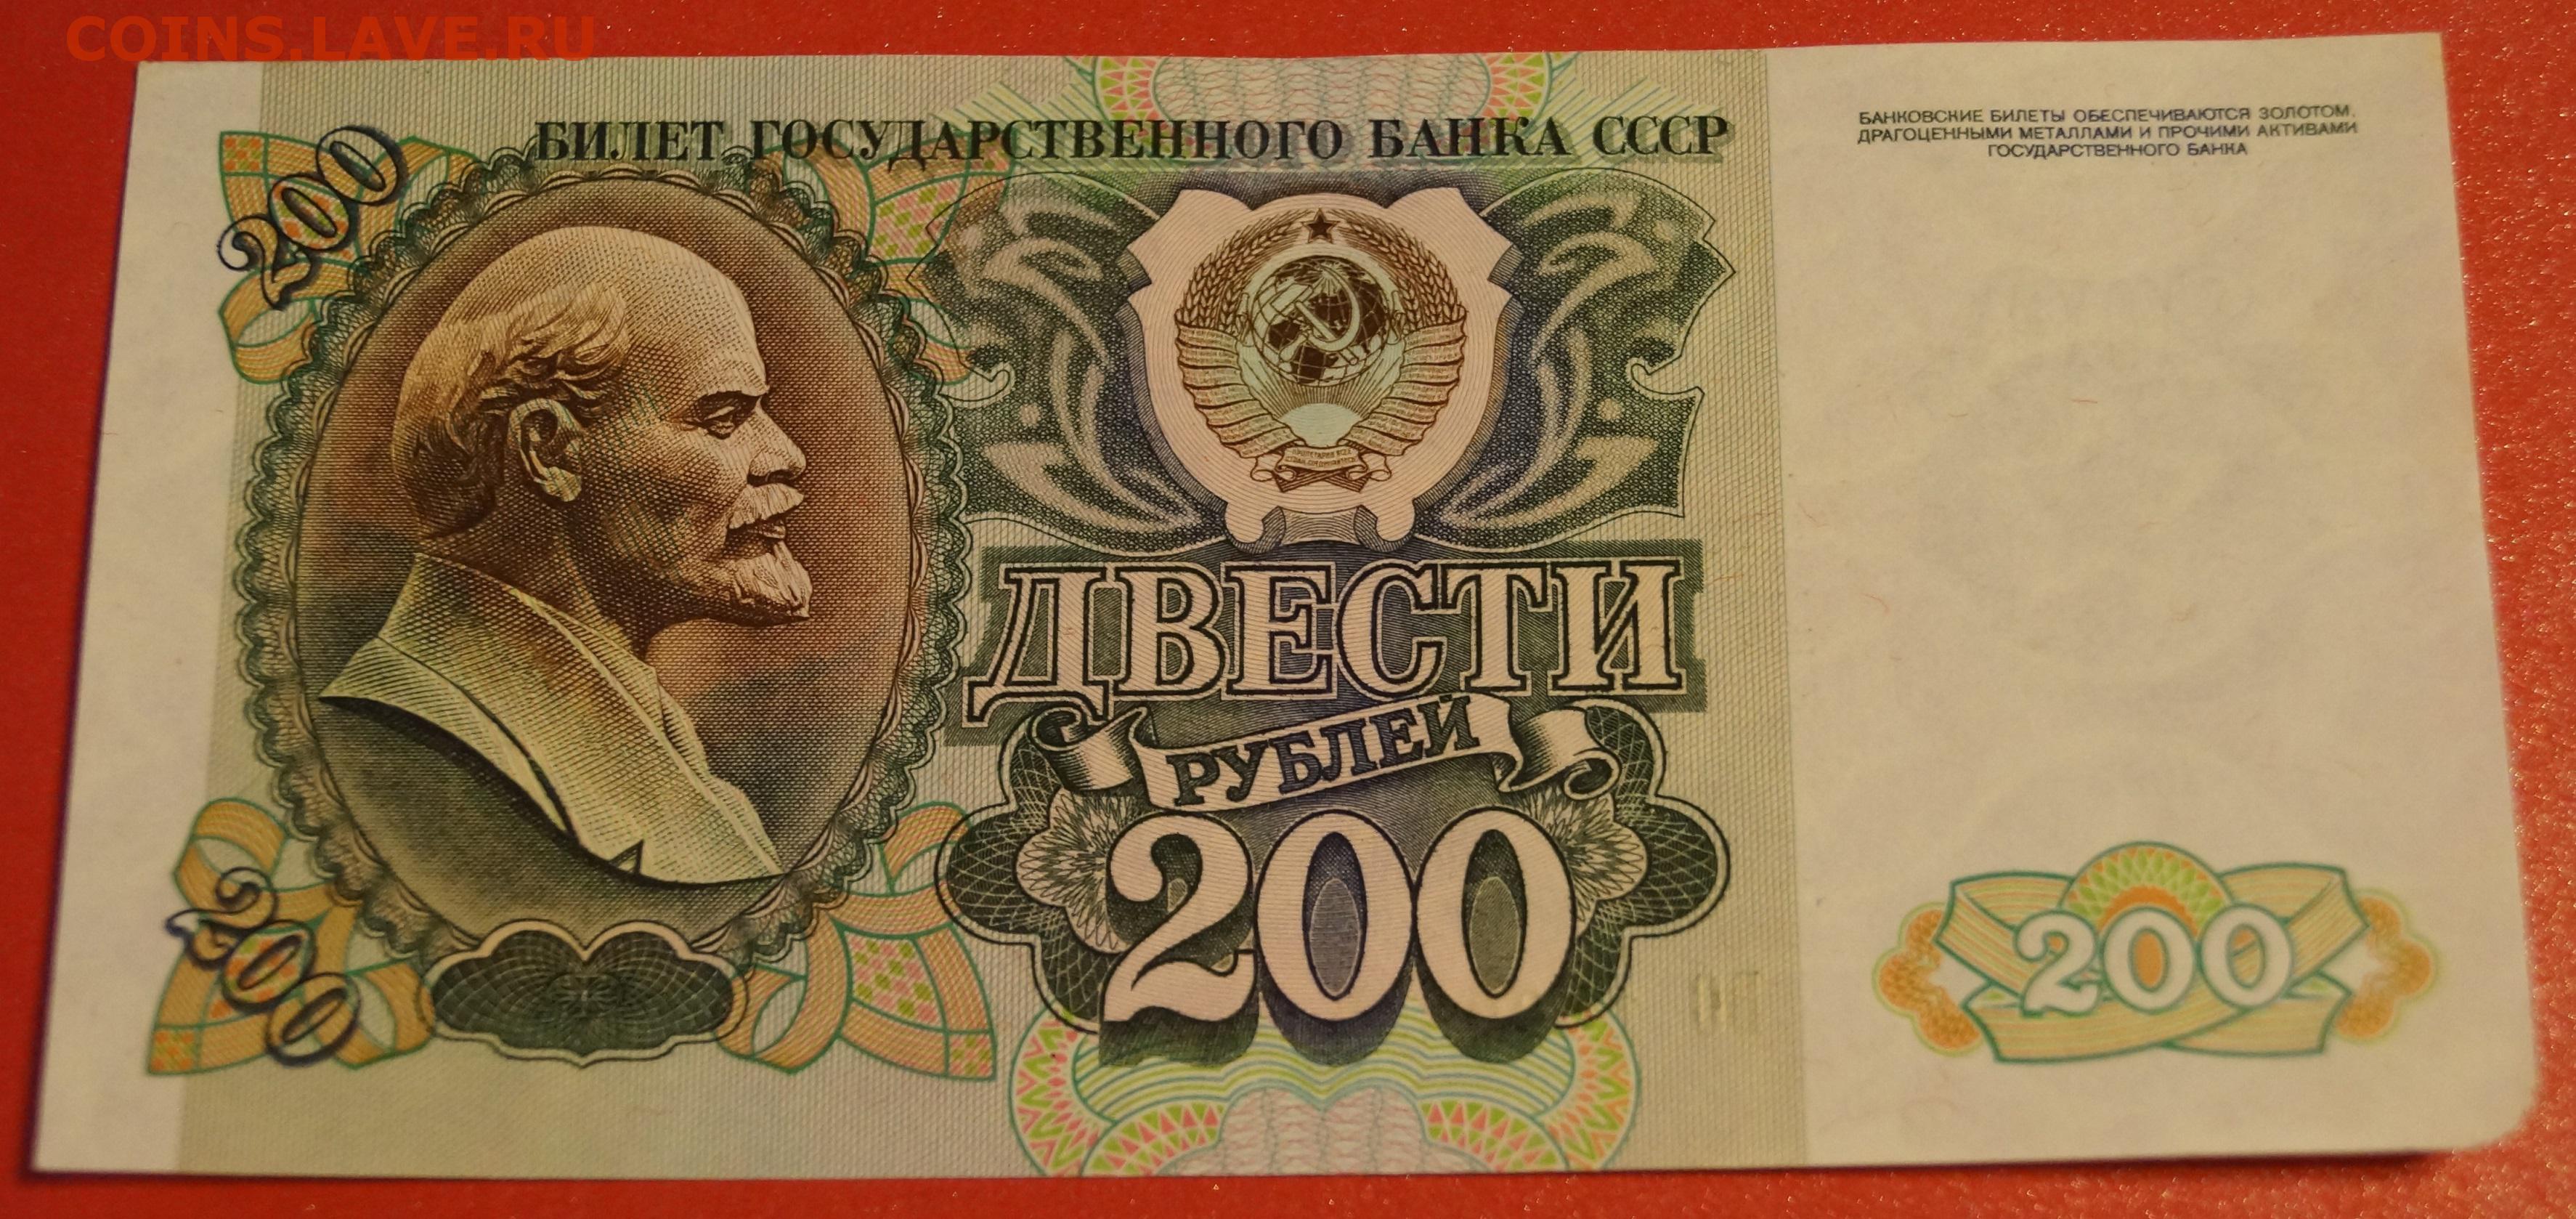 COINS.LAVE.RU
БИЛЕТ ГОСУДАРСТВЕННОГО БАНКА СССР
БАНКОВСКИЕ БИЛЕТЫ ОБЕСПЕЧИВАЮТСЯ ЗОЛОТОМ,
ДРАГОЦЕННЫМИ МЕТАЛЛАМИ И ПРОЧИМИ АКТИВАМИ
ГОСУДАРСТВЕННОГО БАНКА
200
ДВЕСТИ
РУБЛЕЙ
200
200
200